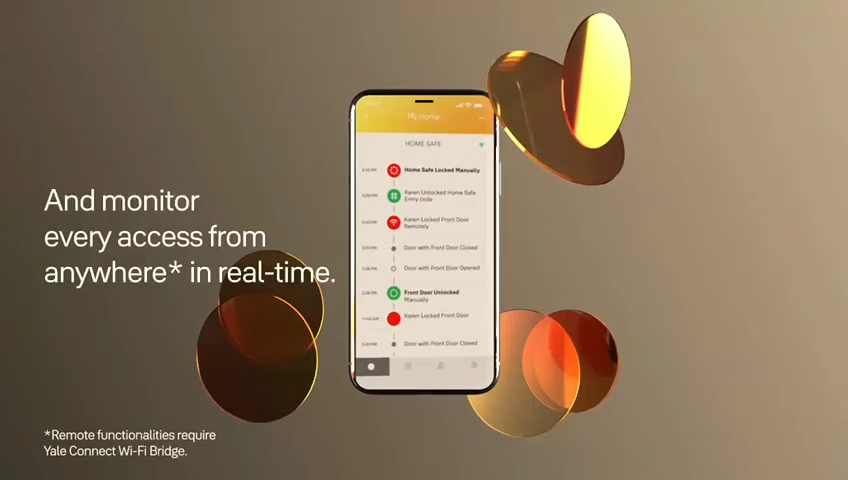 And monitor
every access from
anywhere* in real-time.
*Remote functionalities require
Yale Connect Wi-Fi Bridge.
My Home
HOME SAFE
Home Safe Locked Manually
Karen Unlocked Home Safe
Entry code
Karen Locked Front Door
Remotely
Door with Front Door Closed
Door with Front Door Opened
Front Door Unlocked
Manually
Karen Locked Front Door
Door with Front Door Closed